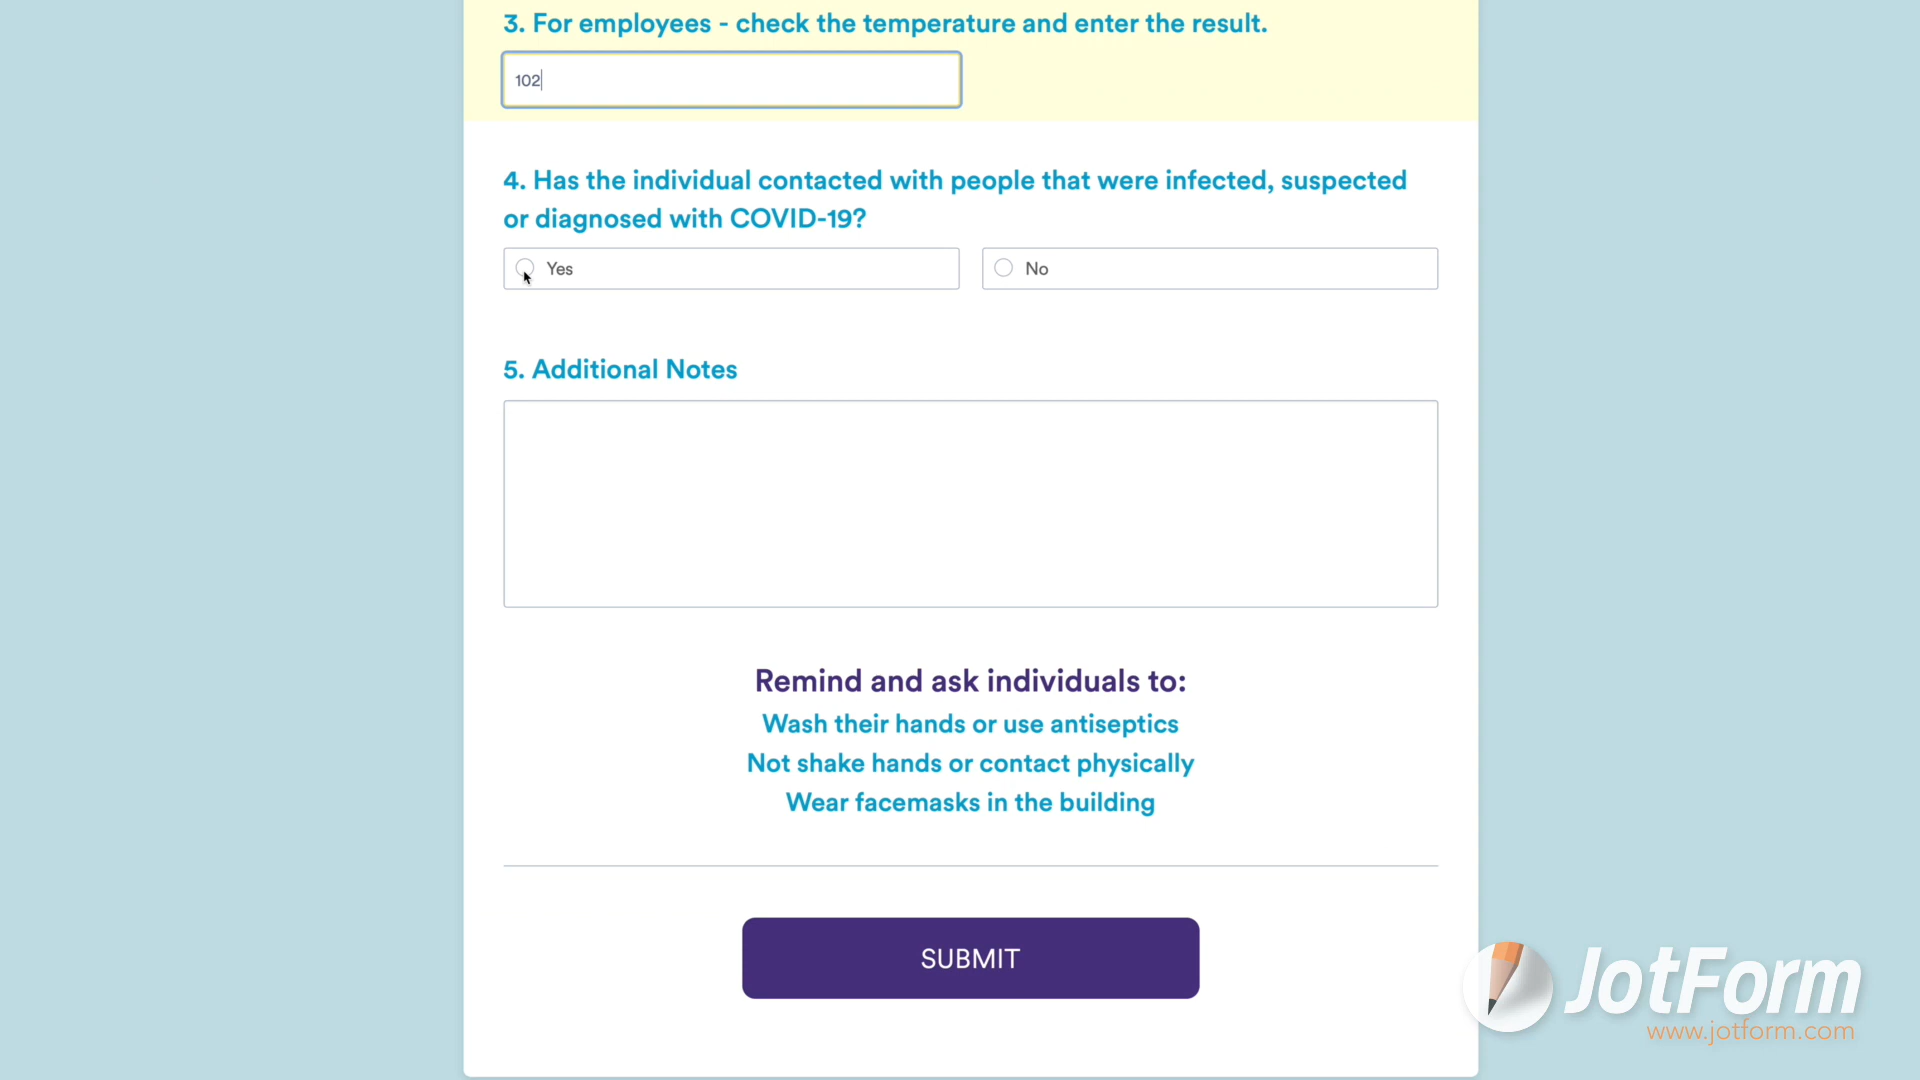 3. For employees - check the temperature and enter the result.
102
4. Has the individual contacted with people that were infected, suspected
or diagnosed with COVID-19?
Yes
No
5. Additional Notes
Remind and ask individuals to:
Wash their hands or use antiseptics
Not shake hands or contact physically
Wear facemasks in the building
SUBMIT
JotForm
www.jotform.com